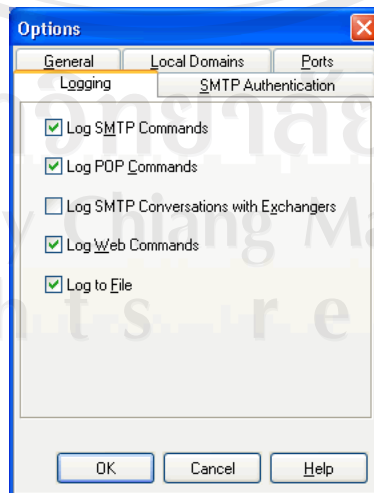 Options
General Local Domains Ports
Logging SMTP Authentication
Log SMTP Commands
Log POP Commands
Log SMTP Conversations with Exchangers
Log Web Commands
Log to File
OK Cancel Help